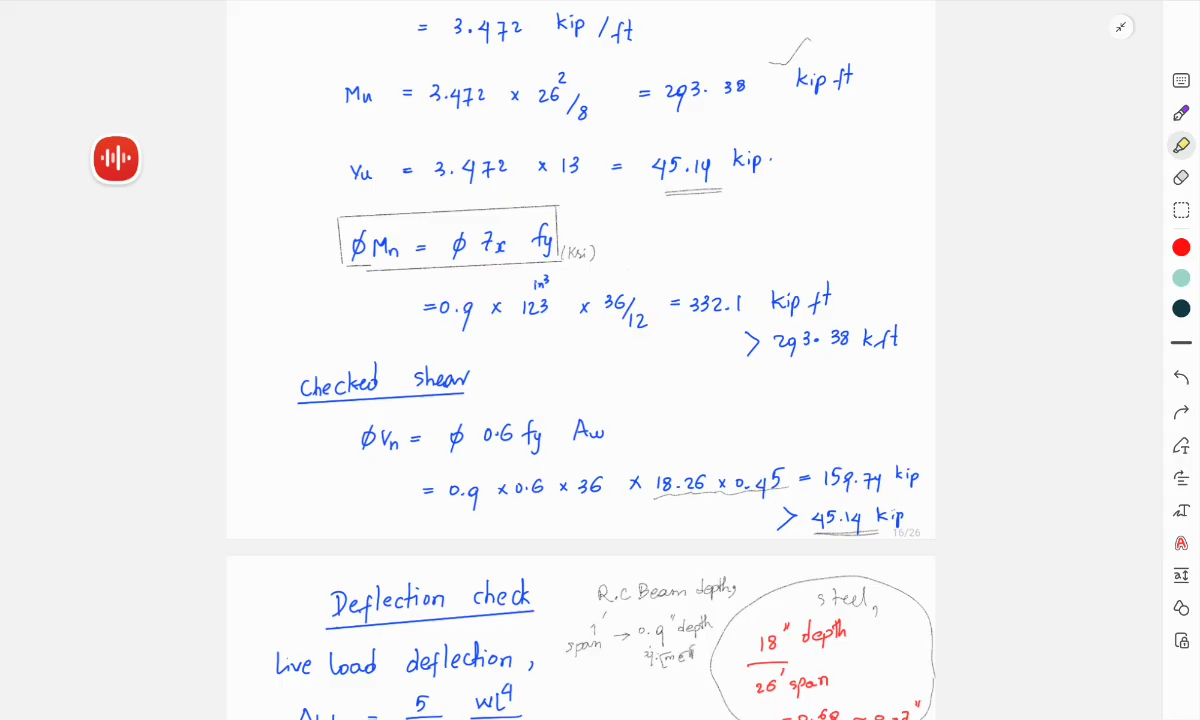 = 3.472 kip/ft
Mu = 3.472 × 26²/8 = 293.38 kip ft
Vu = 3.472 × 13 = 45.14 kip.
φMn = φ Zx fy (ksi)
= 0.9 × 123 in³ × 36/12 = 332.1 kip ft
> 293.38 kft
Checked shear
φVn = φ 0.6 fy Aw
= 0.9 × 0.6 × 36 × 18.26 × 0.45 = 159.74 kip
> 45.14 kip
16/26
Deflection check
R.C Beam depth,
1' span → 0.9" depth
Live load deflection,
5 wL⁴
=
steel,
18" depth
26' span